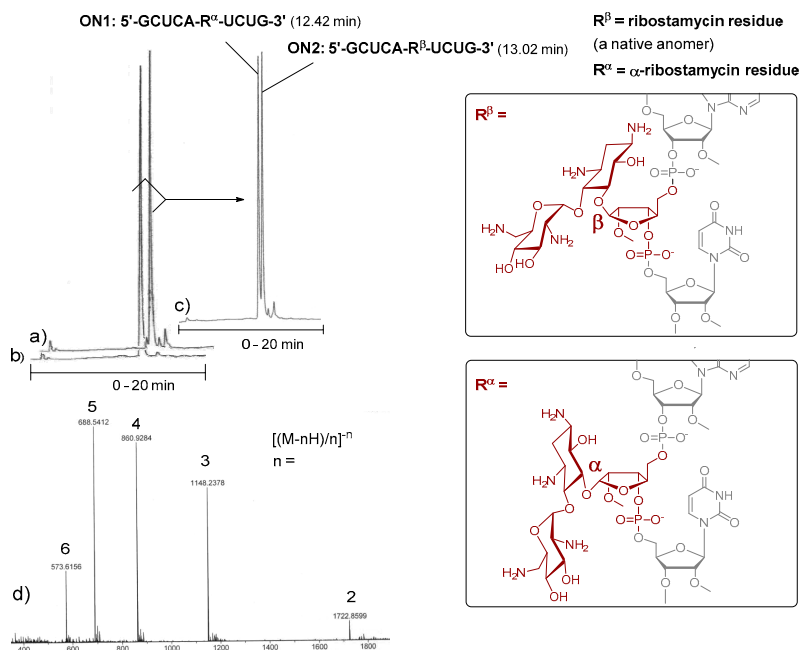 ON1: 5'-GCUCA-Rα-UCUG-3' (12.42 min)
ON2: 5'-GCUCA-Rβ-UCUG-3' (13.02 min)
Rβ = ribostamycin residue
(a native anomer)
Rα = α-ribostamycin residue
a)
b)
0 – 20 min
c)
0 – 20 min
d)
[(M-nH)/n]-n
n =
6
573.6156
5
688.5412
4
860.9284
3
1148.2378
2
1722.8599
400
600
800
1000
1200
1400
1600
1800
Rβ =
NH2
H2N
OH
O
O
O
O
H2N
NH2
HO
HO
β
O
O
O
O
N
N
O
O
O
O=P–O-
O
O
O=P–O-
O
O
NH
N
O
O
O
O
Rα =
H2N
OH
H2N
O
O
O
α
O
O
NH2
H2N
OH
OH
O
N
N
O
O
O
O=P–O-
O
O
O=P–O-
O
O
NH
N
O
O
O
O